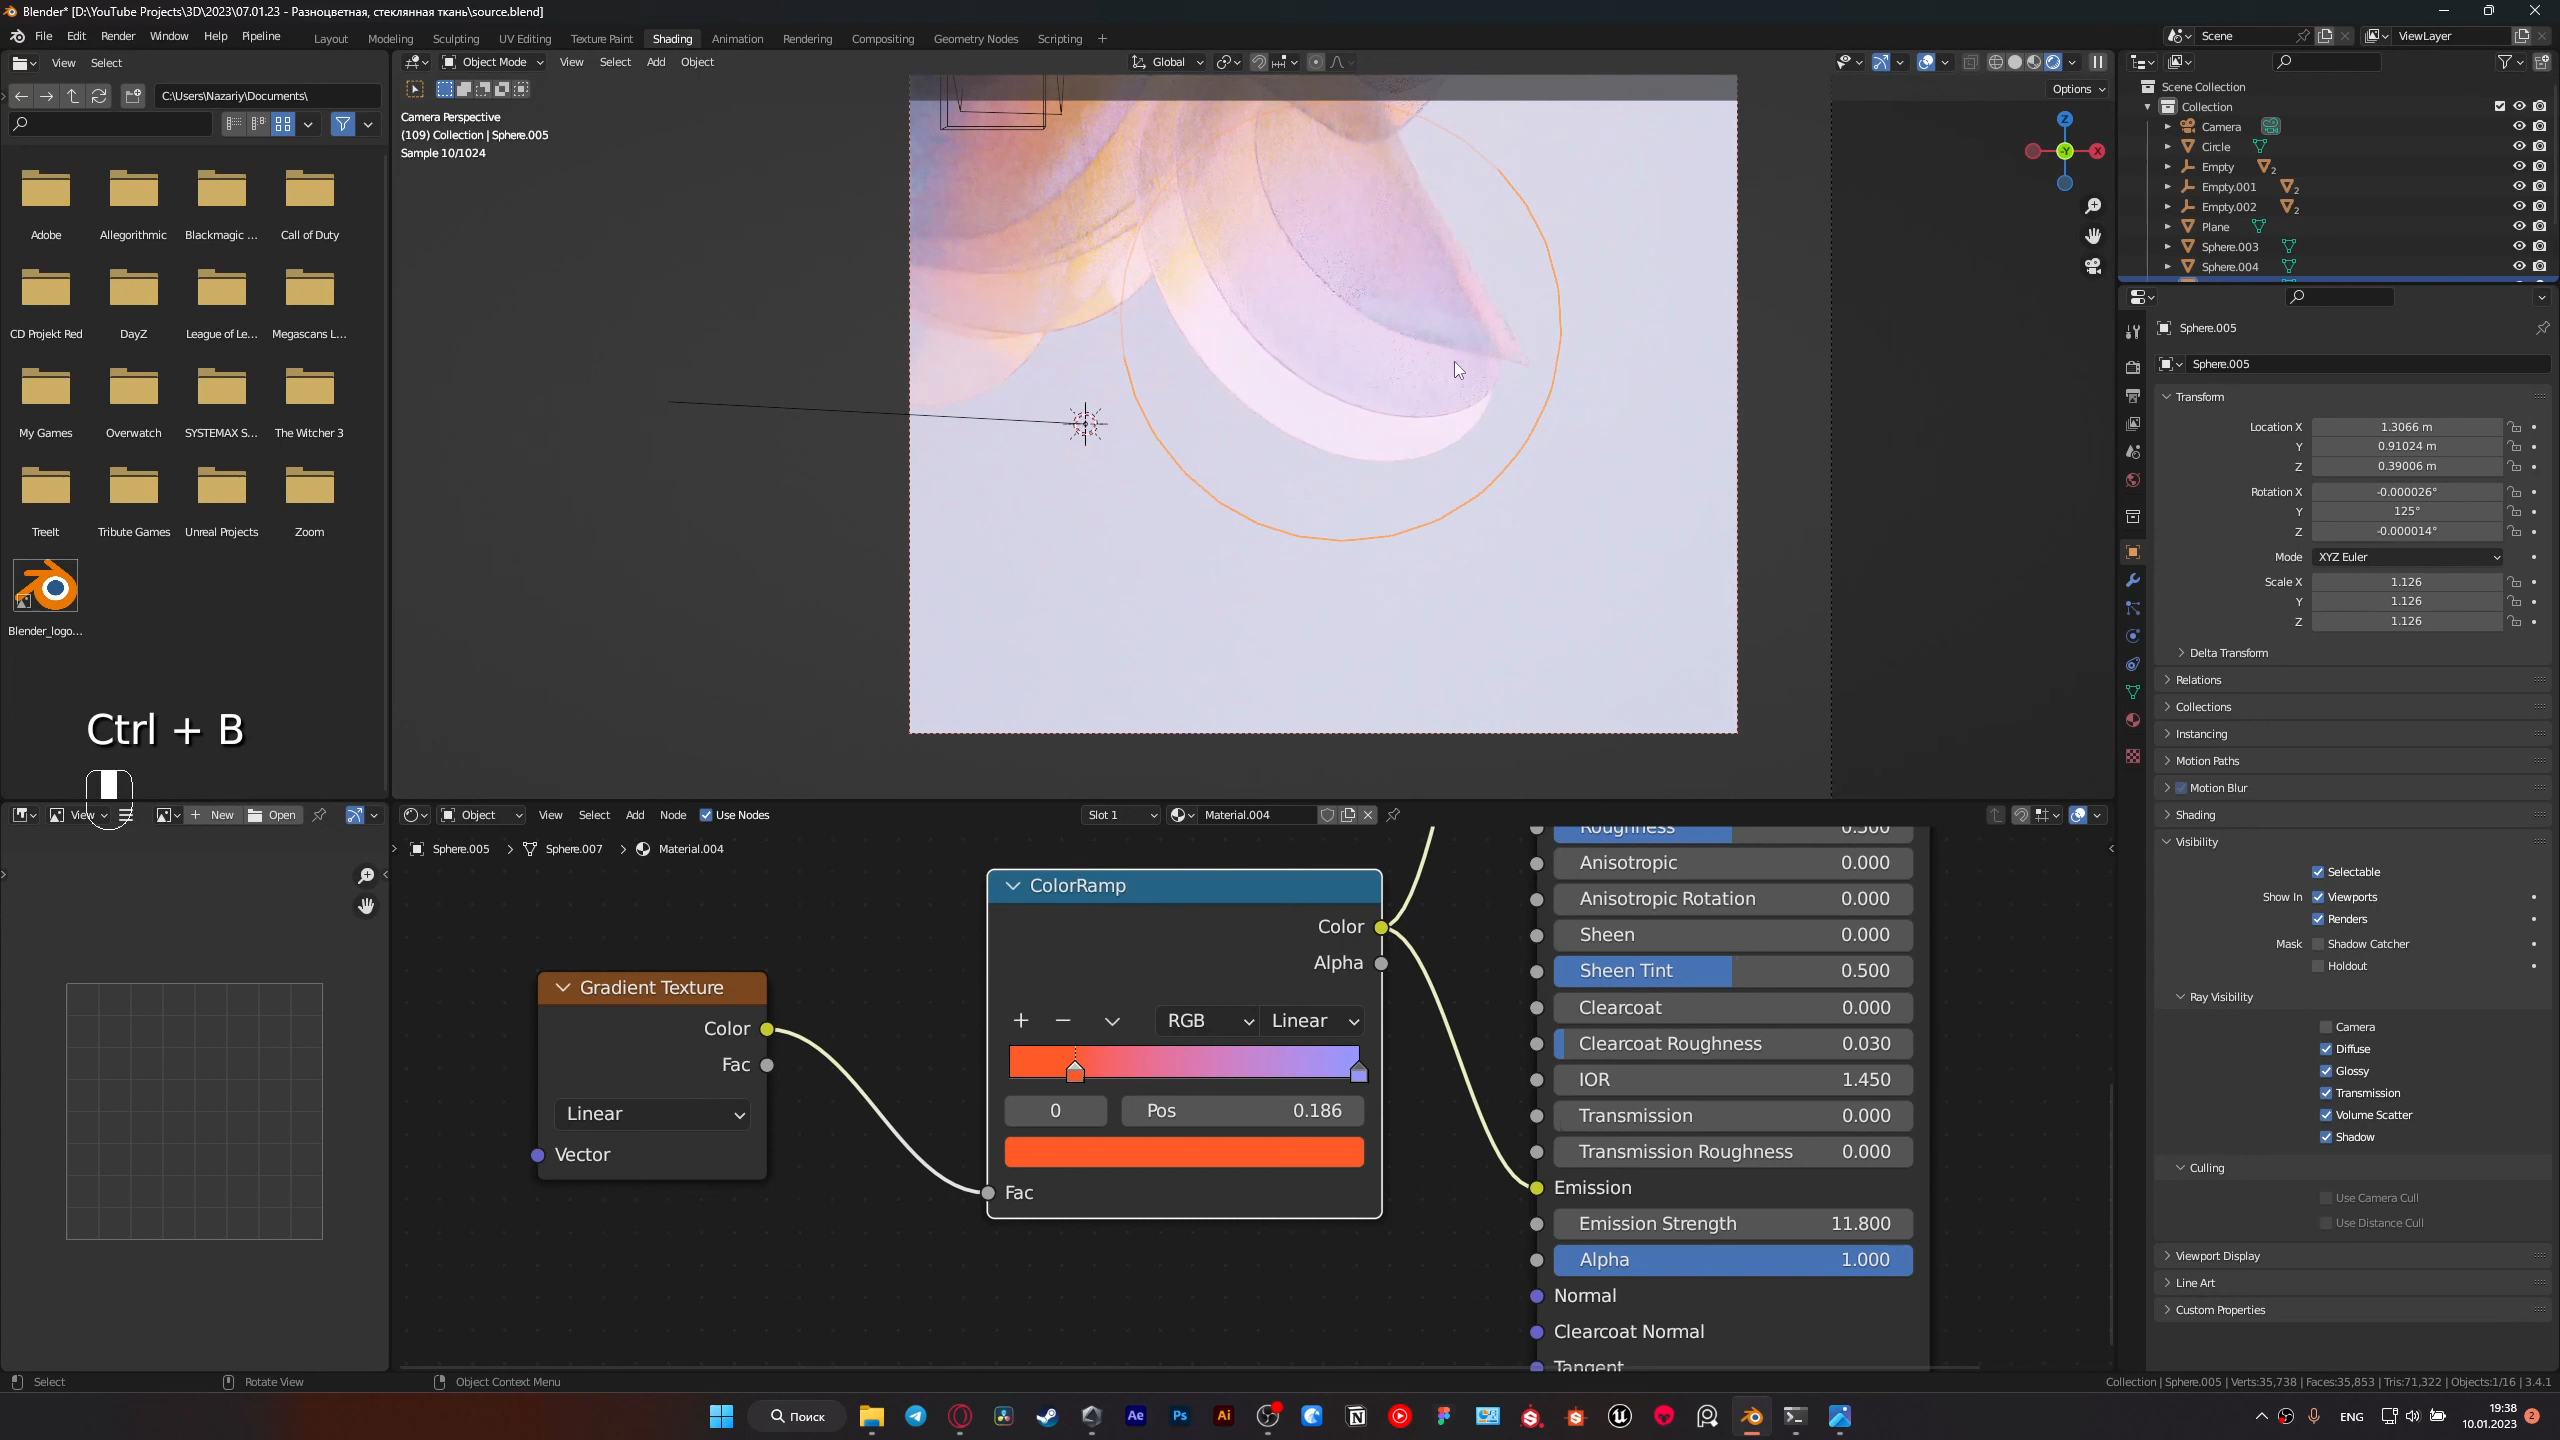 Blender* [D:\YouTube Projects\3D\2023\07.01.23 - Разноцветная, стеклянная ткань\source.blend]
File Edit Render Window Help Pipeline
Layout Modeling Sculpting UV Editing Texture Paint Shading Animation Rendering Compositing Geometry Nodes Scripting +
Scene ViewLayer
View Select
C:\Users\Nazariy\Documents\
Adobe Allegorithmic Blackmagic ... Call of Duty
CD Projekt Red DayZ League of Le... Megascans L...
My Games Overwatch SYSTEMAX S... The Witcher 3
TreeIt Tribute Games Unreal Projects Zoom
Blender_logo...
Ctrl + B
Object Mode View Select Add Object
Global
Options
Camera Perspective
(109) Collection | Sphere.005
Sample 10/1024
Z
X
-Y
Scene Collection
Collection
Camera
Circle
Empty 2
Empty.001 2
Empty.002 2
Plane
Sphere.003
Sphere.004
Sphere.005
Sphere.005
Transform
Location X 1.3066 m
Y 0.91024 m
Z 0.39006 m
Rotation X -0.000026°
Y 125°
Z -0.000014°
Mode XYZ Euler
Scale X 1.126
Y 1.126
Z 1.126
Delta Transform
Relations
Collections
Instancing
Motion Paths
Motion Blur
Shading
Visibility
Selectable
Show In Viewports
Renders
Mask Shadow Catcher
Holdout
Ray Visibility
Camera
Diffuse
Glossy
Transmission
Volume Scatter
Shadow
Culling
Use Camera Cull
Use Distance Cull
Viewport Display
Line Art
Custom Properties
View New Open
Object View Select Add Node Use Nodes Slot 1 Material.004
Sphere.005 > Sphere.007 > Material.004
Gradient Texture
Color
Fac
Linear
Vector
ColorRamp
Color
Alpha
+ − RGB Linear
0 Pos 0.186
Fac
Roughness 0.500
Anisotropic 0.000
Anisotropic Rotation 0.000
Sheen 0.000
Sheen Tint 0.500
Clearcoat 0.000
Clearcoat Roughness 0.030
IOR 1.450
Transmission 0.000
Transmission Roughness 0.000
Emission
Emission Strength 11.800
Alpha 1.000
Normal
Clearcoat Normal
Tangent
Select Rotate View Object Context Menu
Collection | Sphere.005 | Verts:35,738 | Faces:35,853 | Tris:71,322 | Objects:1/16 | 3.4.1
Поиск
Ae Ps Ai
ENG
19:38
10.01.2023
2